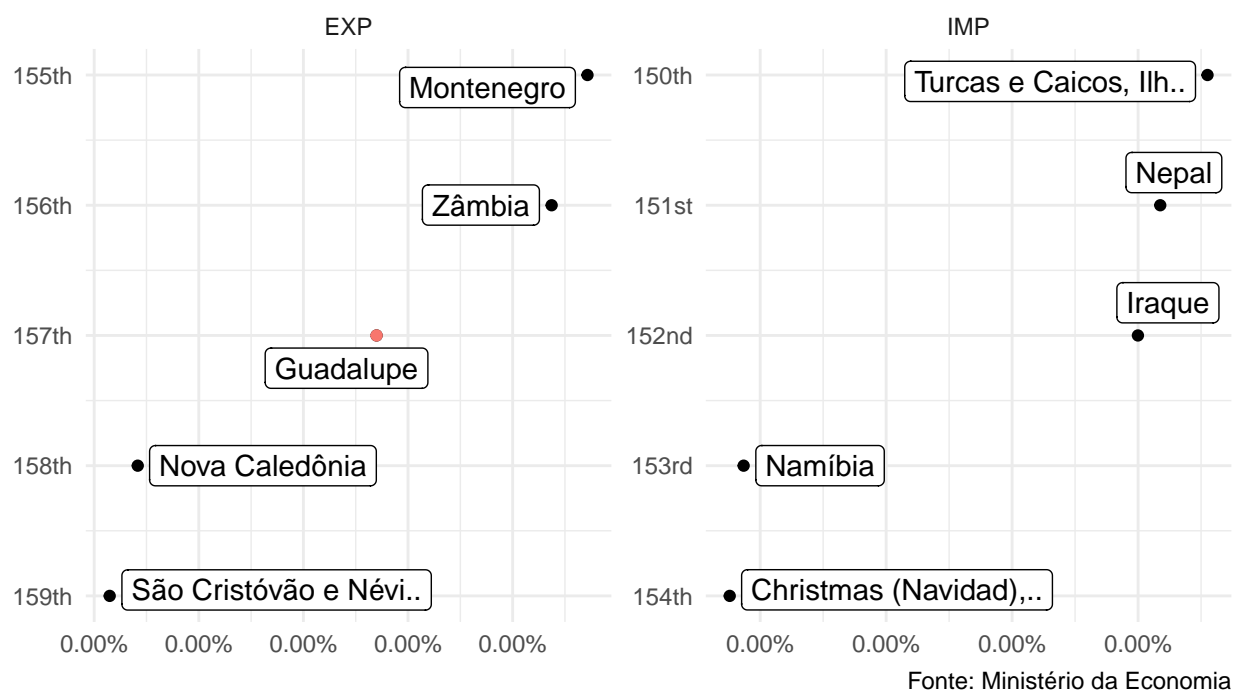 EXP
155th
Montenegro
156th
Zâmbia
157th
Guadalupe
158th
Nova Caledônia
159th
São Cristóvão e Névi..
0.00% 0.00% 0.00% 0.00% 0.00%
IMP
150th
Turcas e Caicos, Ilh..
Nepal
151st
Iraque
152nd
153rd
Namíbia
154th
Christmas (Navidad),..
0.00% 0.00% 0.00% 0.00%
Fonte: Ministério da Economia